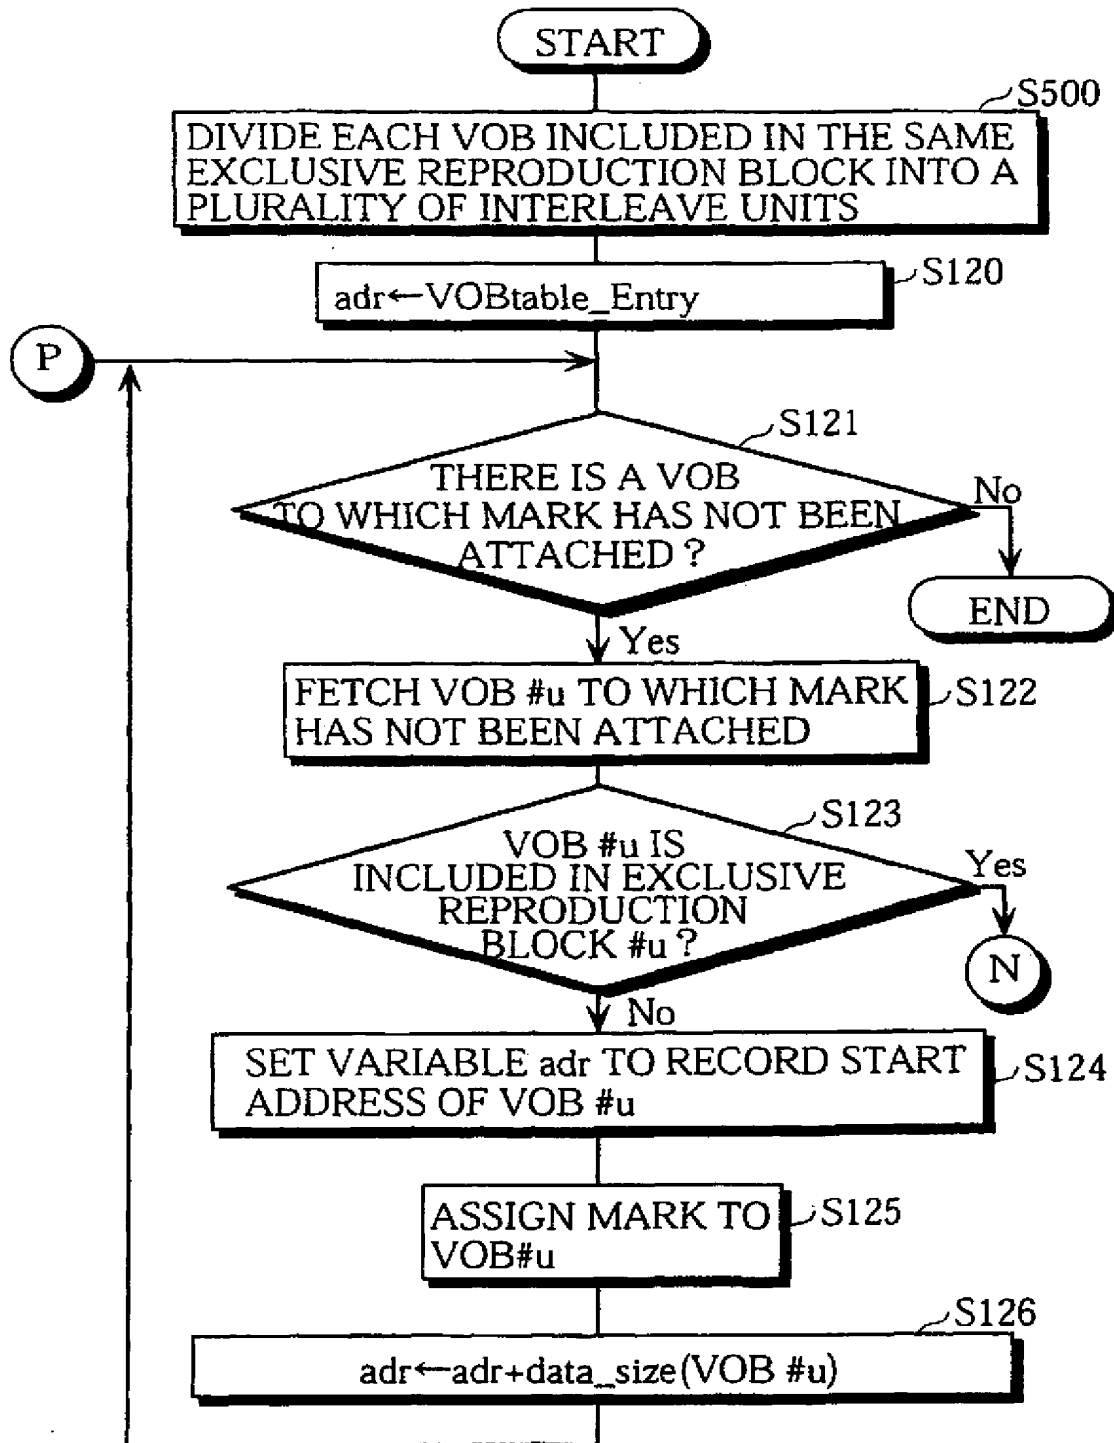 START
S500
DIVIDE EACH VOB INCLUDED IN THE SAME
EXCLUSIVE REPRODUCTION BLOCK INTO A
PLURALITY OF INTERLEAVE UNITS
S120
adr←VOBtable_Entry
P
S121
THERE IS A VOB
TO WHICH MARK HAS NOT BEEN
ATTACHED ?
No
END
Yes
FETCH VOB #u TO WHICH MARK
HAS NOT BEEN ATTACHED
S122
S123
VOB #u IS
INCLUDED IN EXCLUSIVE
REPRODUCTION
BLOCK #u ?
Yes
N
No
SET VARIABLE adr TO RECORD START
ADDRESS OF VOB #u
S124
ASSIGN MARK TO
VOB#u
S125
S126
adr←adr+data_size(VOB #u)